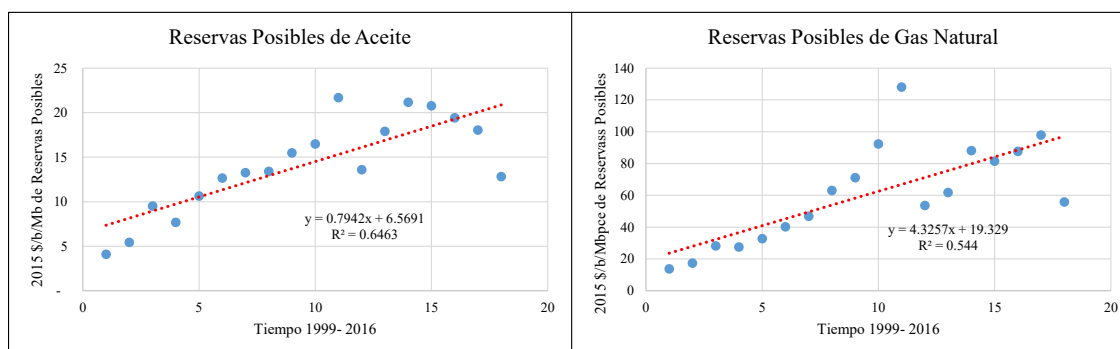 Reservas Posibles de Aceite
2015 $/b/Mb de Reservas Posibles
25
20
15
10
5
-
y = 0.7942x + 6.5691
R² = 0.6463
0
5
10
15
20
Tiempo 1999- 2016
Reservas Posibles de Gas Natural
2015 $/b/Mbpce de Reservass Posibles
140
120
100
80
60
40
20
0
y = 4.3257x + 19.329
R² = 0.544
0
5
10
15
20
Tiempo 1999- 2016